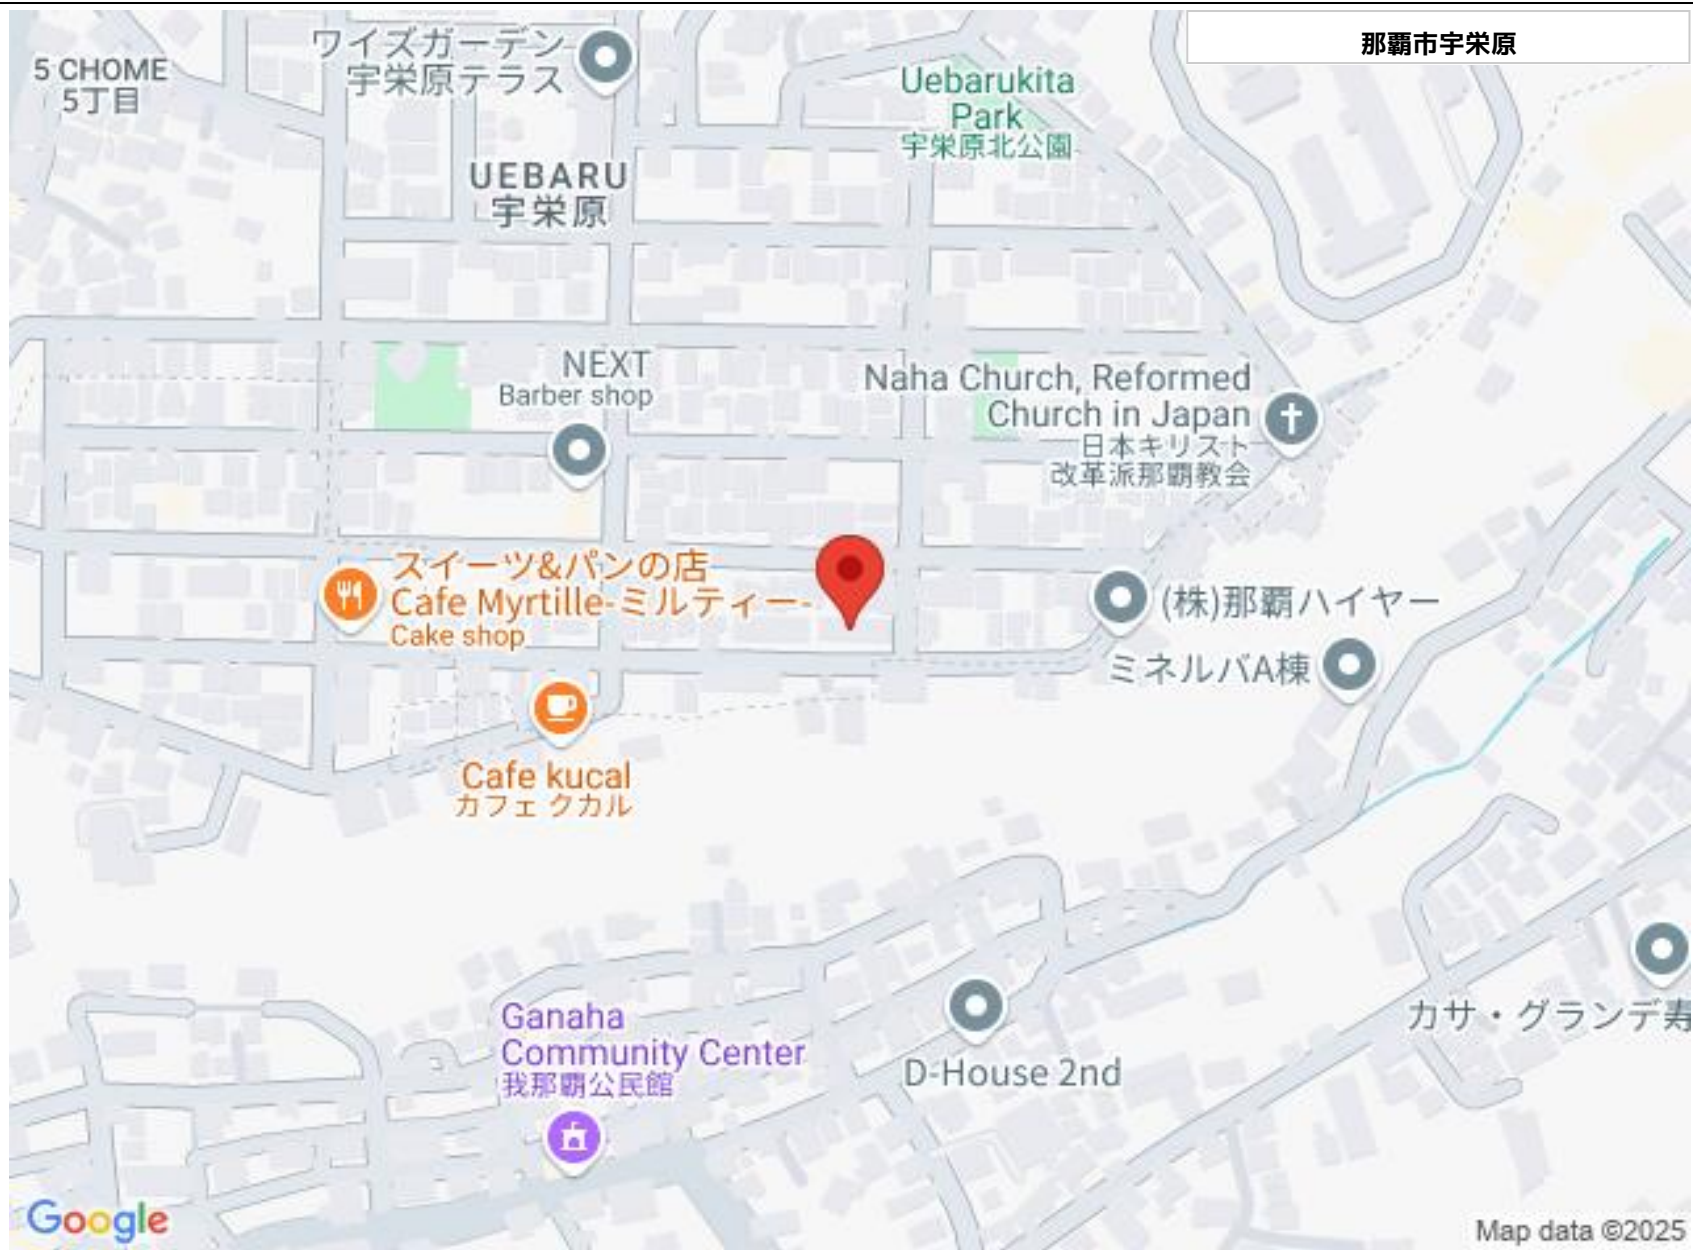 那覇市宇栄原
5 CHOME
5丁目
ワイズガーデン
宇栄原テラス
Uebarukita
Park
宇栄原北公園
UEBARU
宇栄原
NEXT
Barber shop
Naha Church, Reformed
Church in Japan
日本キリスト
改革派那覇教会
スイーツ&パンの店
Cafe Myrtille-ミルティー-
Cake shop
(株)那覇ハイヤー
ミネルバA棟
Cafe kucal
カフェ クカル
Ganaha
Community Center
我那覇公民館
D-House 2nd
カサ・グランデ寿
Google
Map data ©2025